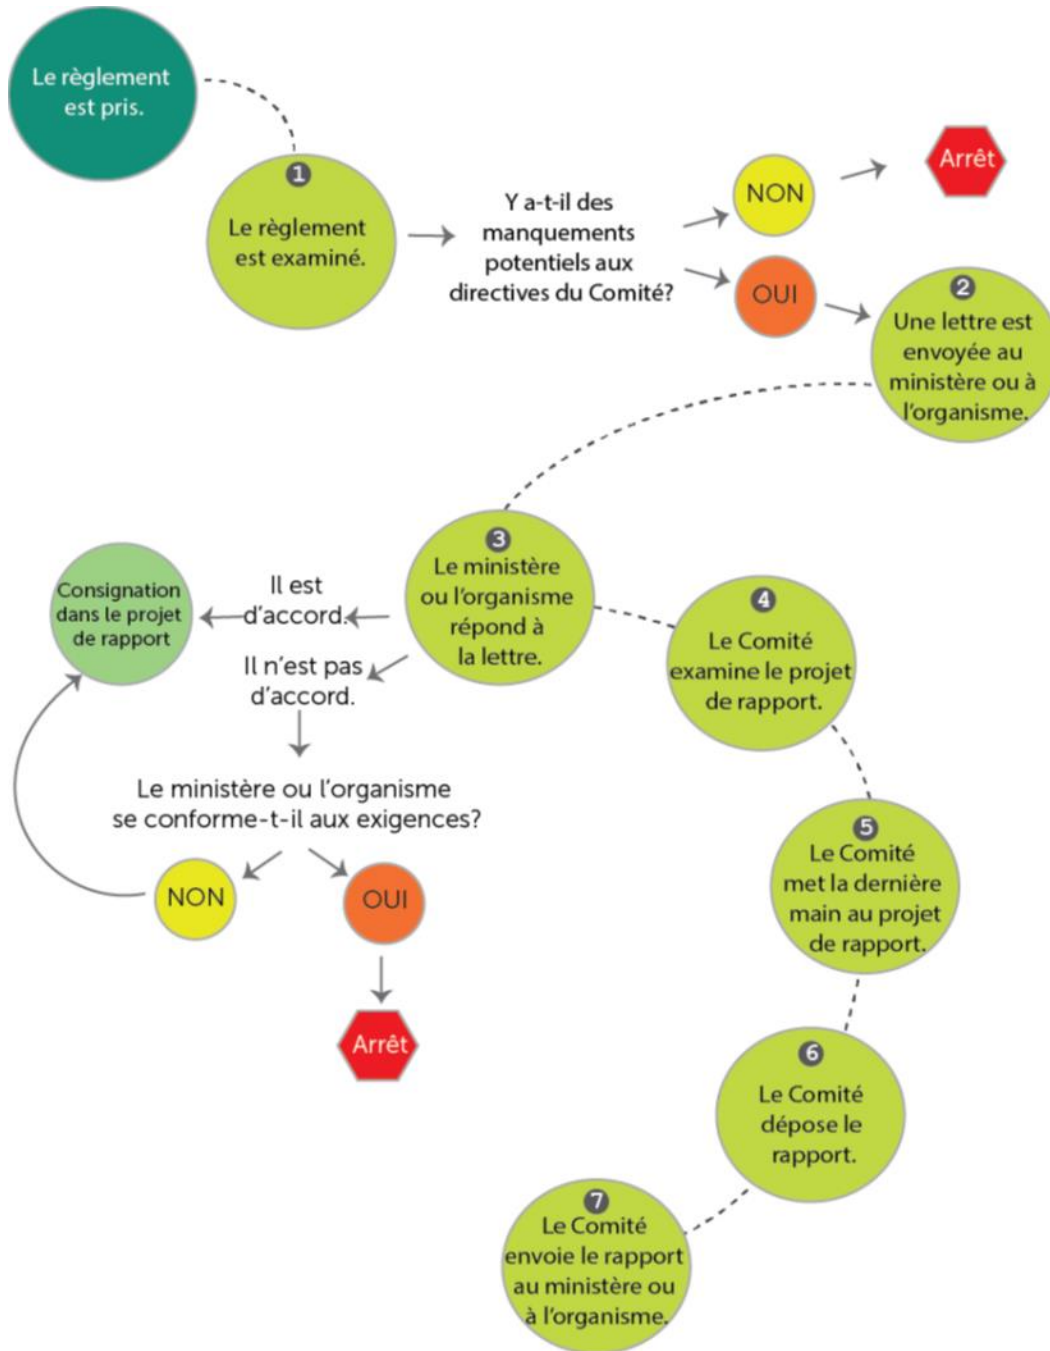 Le règlement
est pris.
1
Le règlement
est examiné.
Y a-t-il des
manquements
potentiels aux
directives du Comité?
NON
Arrêt
OUI
2
Une lettre est
envoyée au
ministère ou à
l'organisme.
3
Le ministère
ou l'organisme
répond à
la lettre.
Il est
d'accord.
Consignation
dans le projet
de rapport
Il n'est pas
d'accord.
Le ministère ou l'organisme
se conforme-t-il aux exigences?
NON
OUI
Arrêt
4
Le Comité
examine le projet
de rapport.
5
Le Comité
met la dernière
main au projet
de rapport.
6
Le Comité
dépose le
rapport.
7
Le Comité
envoie le rapport
au ministère ou
à l'organisme.